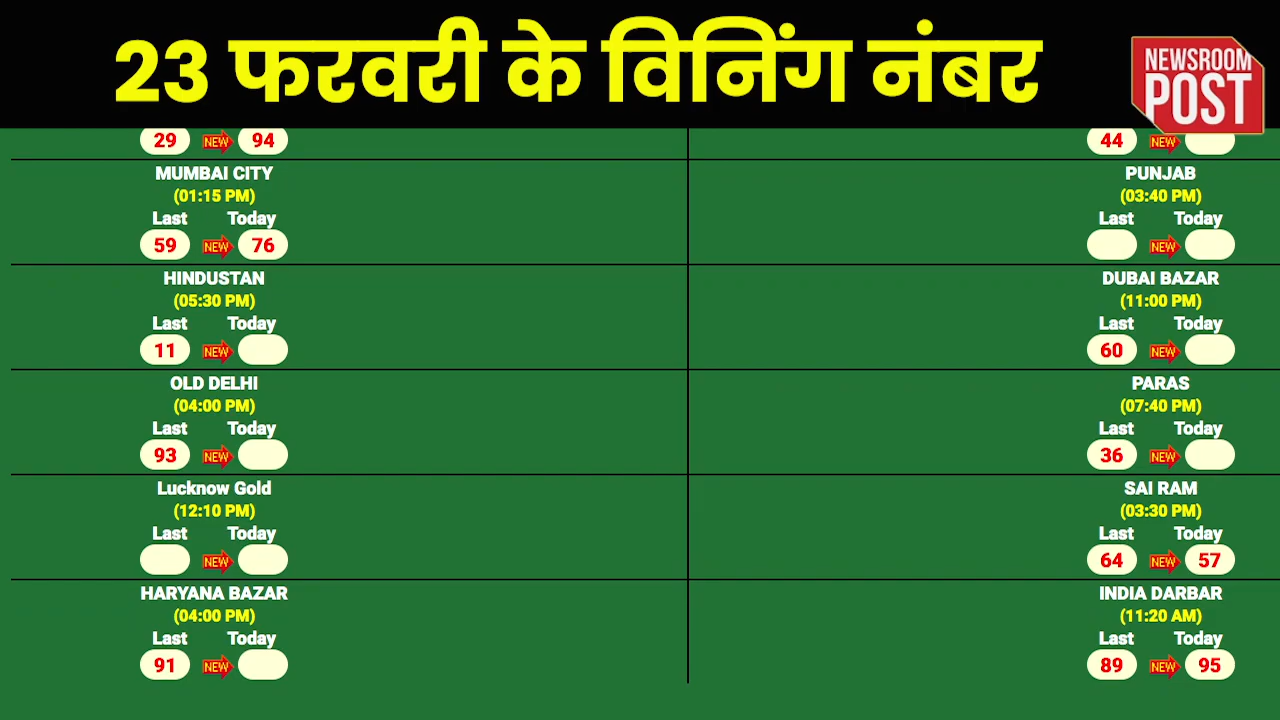 23 फरवरी के विनिंग नंबर
NEWSROOM
POST
29 NEW 94
44 NEW
MUMBAI CITY
(01:15 PM)
Last Today
59 NEW 76
PUNJAB
(03:40 PM)
Last Today
NEW
HINDUSTAN
(05:30 PM)
Last Today
11 NEW
DUBAI BAZAR
(11:00 PM)
Last Today
60 NEW
OLD DELHI
(04:00 PM)
Last Today
93 NEW
PARAS
(07:40 PM)
Last Today
36 NEW
Lucknow Gold
(12:10 PM)
Last Today
NEW
SAI RAM
(03:30 PM)
Last Today
64 NEW 57
HARYANA BAZAR
(04:00 PM)
Last Today
91 NEW
INDIA DARBAR
(11:20 AM)
Last Today
89 NEW 95